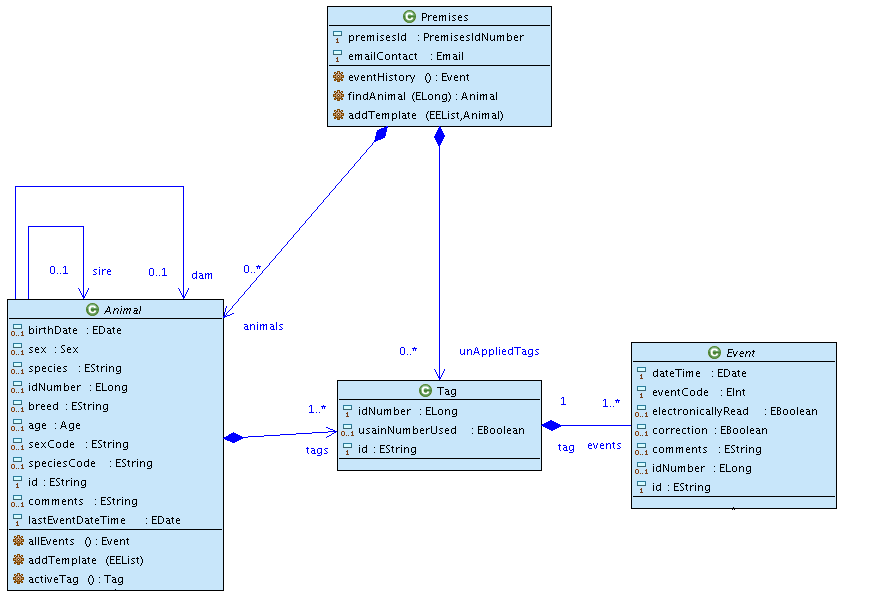 Premises
1 premisesId : PremisesIdNumber
1 emailContact : Email
eventHistory () : Event
findAnimal (ELong) : Animal
addTemplate (EEList,Animal)
0..1 sire
0..1 dam
0..*
animals
0..* unAppliedTags
Animal
0..1 birthDate : EDate
0..1 sex : Sex
0..1 species : EString
0..1 idNumber : ELong
0..1 breed : EString
0..1 age : Age
0..1 sexCode : EString
0..1 speciesCode : EString
1 id : EString
0..1 comments : EString
1 lastEventDateTime : EDate
allEvents () : Event
addTemplate (EEList)
activeTag () : Tag
1..*
tags
Tag
1 idNumber : ELong
0..1 usainNumberUsed : EBoolean
1 id : EString
1 1..*
tag events
Event
1 dateTime : EDate
1 eventCode : EInt
0..1 electronicallyRead : EBoolean
0..1 correction : EBoolean
0..1 comments : EString
0..1 idNumber : ELong
1 id : EString